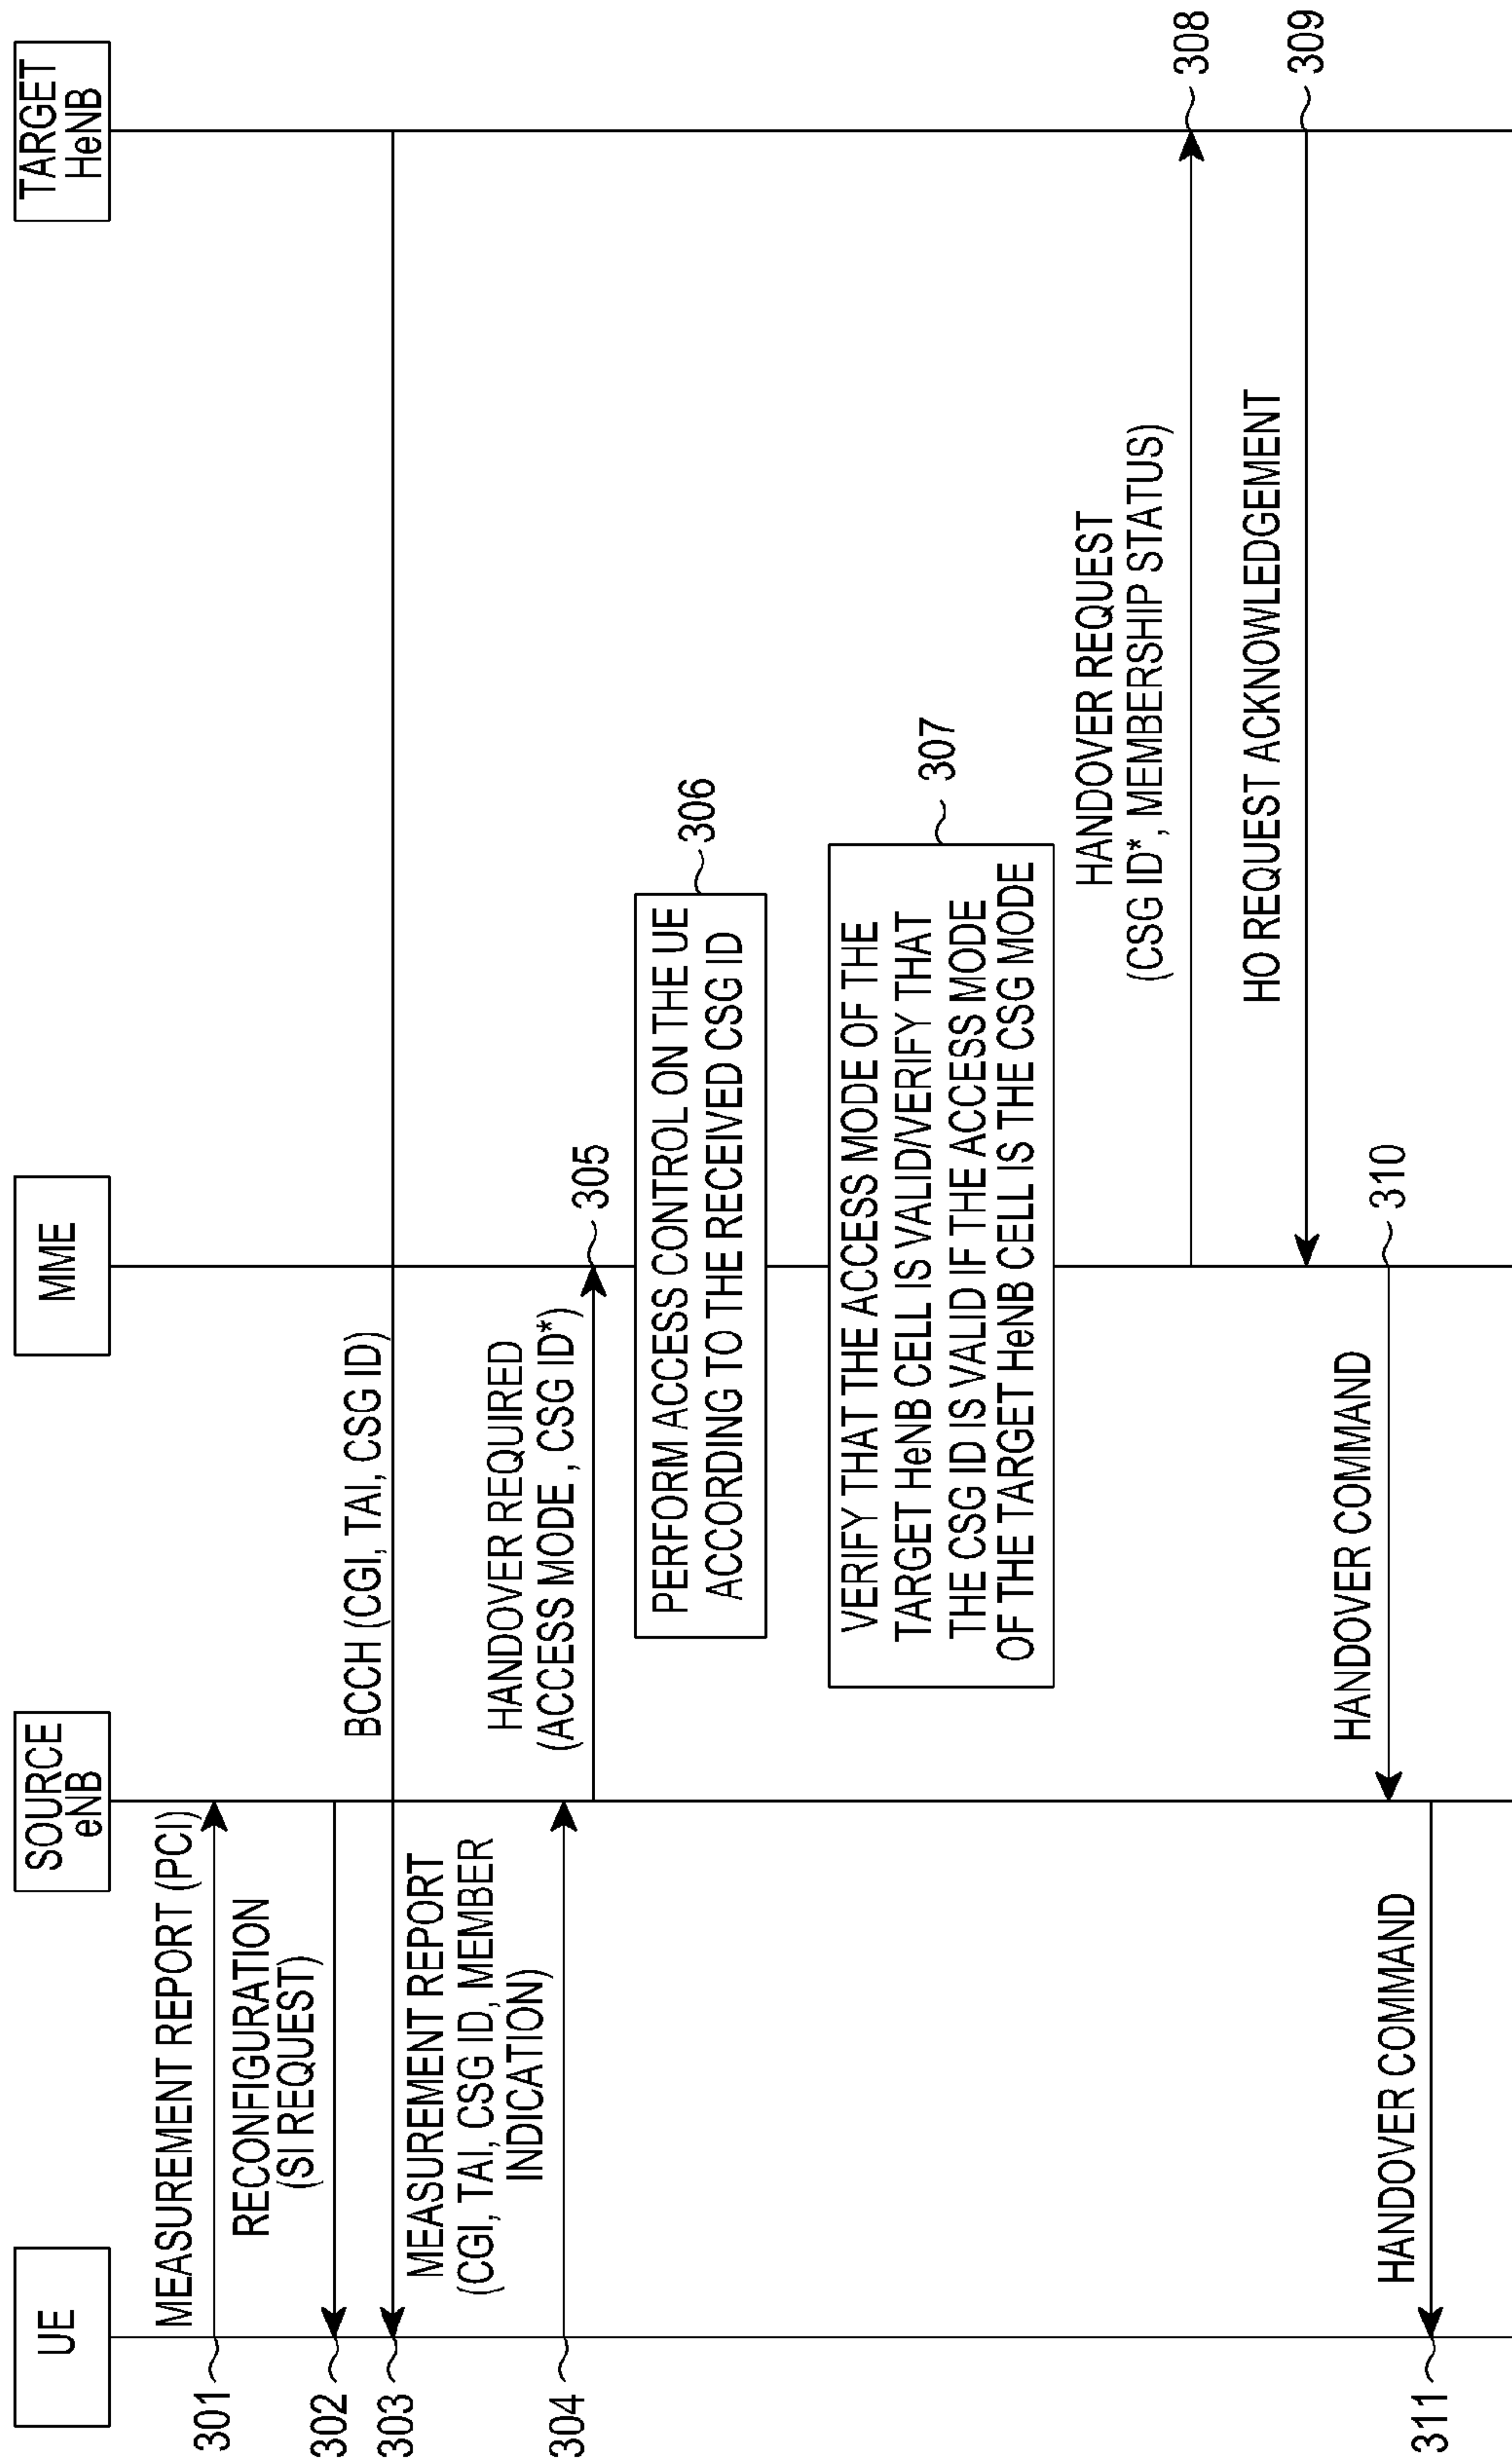 UE
SOURCE
eNB
MME
TARGET
HeNB
301
MEASUREMENT REPORT (PCI)
302
RECONFIGURATION
(SI REQUEST)
303
BCCH (CGI, TAI, CSG ID)
304
MEASUREMENT REPORT
(CGI, TAI, CSG ID, MEMBER
INDICATION)
HANDOVER REQUIRED
(ACCESS MODE , CSG ID*)
305
PERFORM ACCESS CONTROL ON THE UE
ACCORDING TO THE RECEIVED CSG ID
306
VERIFY THAT THE ACCESS MODE OF THE
TARGET HeNB CELL IS VALID/VERIFY THAT
THE CSG ID IS VALID IF THE ACCESS MODE
OF THE TARGET HeNB CELL IS THE CSG MODE
307
HANDOVER REQUEST
(CSG ID*, MEMBERSHIP STATUS)
308
HO REQUEST ACKNOWLEDGEMENT
309
HANDOVER COMMAND
310
311
HANDOVER COMMAND